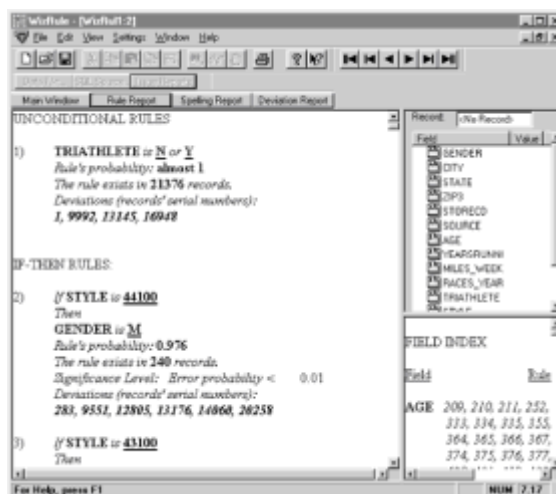 WizRule - [Wizflul1:2]
File Edit View Settings Window Help
Main Window Rule Report Spelling Report Deviation Report
UNCONDITIONAL RULES
1) TRIATHLETE is N or Y
Rule's probability: almost 1
The rule exists in 21376 records.
Deviations (records' serial numbers):
1, 9992, 13145, 16948
IF-THEN RULES:
2) If STYLE is 44100
Then
GENDER is M
Rule's probability: 0.976
The rule exists in 240 records.
Significance Level: Error probability < 0.01
Deviations (records' serial numbers):
283, 9551, 12805, 13176, 14060, 20258
3) If STYLE is 43100
Then
Record: <No Record>
Field Value
GENDER
CITY
STATE
ZIP3
STORECD
SOURCE
AGE
YEARSRUNNI
MILES_WEEK
RACES_YEAR
TRIATHLETE
STYLE
FIELD INDEX
Field Rule
AGE 209, 210, 211, 252,
333, 334, 335, 355,
364, 365, 366, 367,
374, 375, 376, 377,
For Help, press F1
NUM 7.17